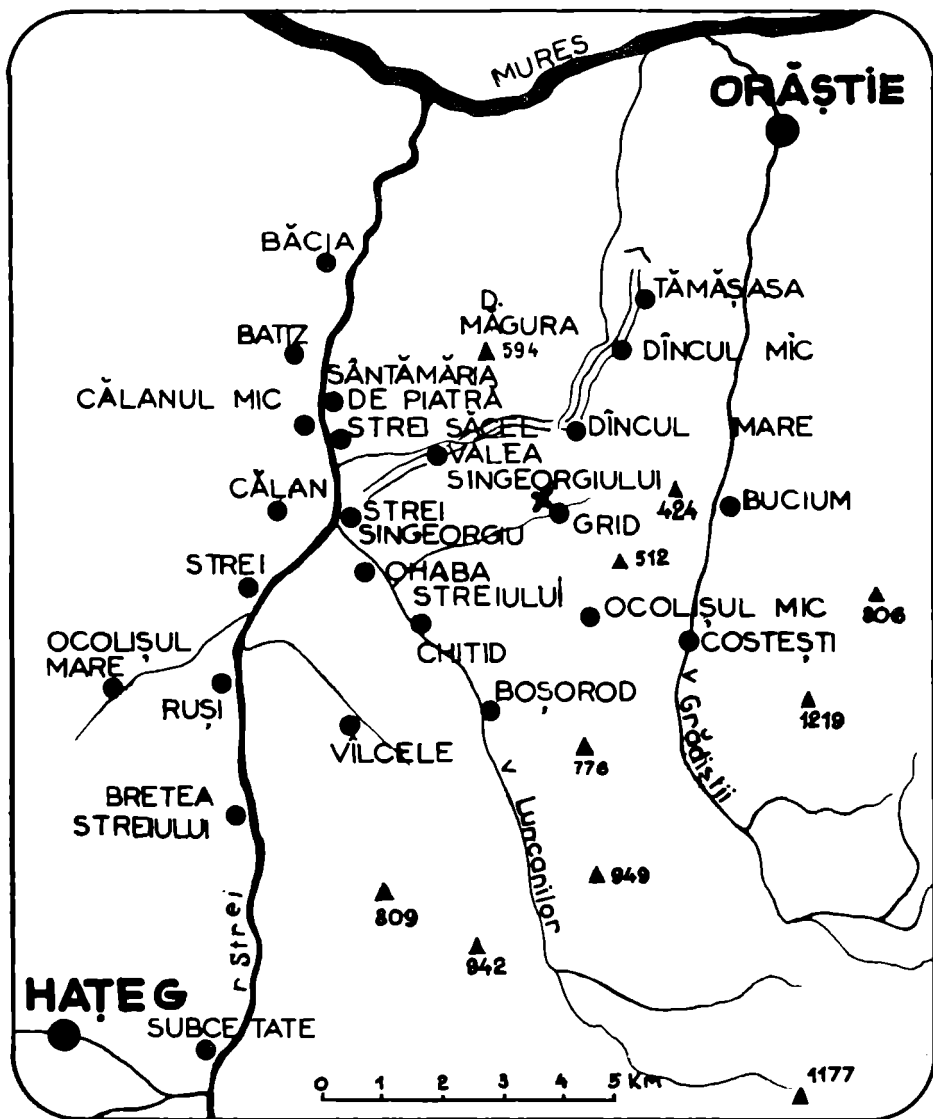 MUREȘ
ORĂȘTIE
BĂCIA
TĂMĂȘASA
D.
MĂGURA
594
BATIZ
DÎNCUL MIC
SÂNTĂMĂRIA
DE PIATRĂ
CĂLANUL MIC
STREI SĂCEL
DÎNCUL MARE
VALEA
SINGEORGIULUI
CĂLAN
STREI
SINGEORGIU
GRID
424
BUCIUM
STREI
OHABA
STREIULUI
512
806
OCOLIȘUL MIC
OCOLIȘUL
MARE
CHITID
COSTEȘTI
RUȘI
BOȘOROD
1219
VÎLCELE
776
V Grădiștii
BRETEA
STREIULUI
V Luncanilor
949
809
942
r Strei
HAȚEG
SUBCETATE
0 1 2 3 4 5 KM
1177